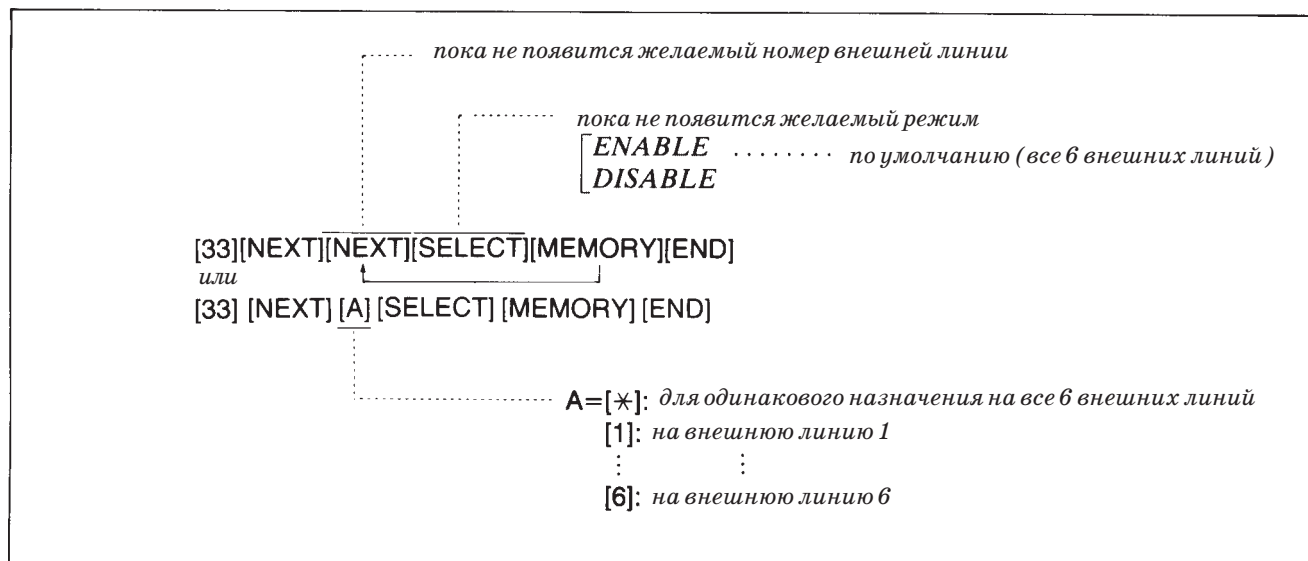 пока не появится желаемый номер внешней линии
пока не появится желаемый режим
ENABLE ........ по умолчанию (все 6 внешних линий)
DISABLE
[33][NEXT][NEXT][SELECT][MEMORY][END]
или
[33] [NEXT] [A] [SELECT] [MEMORY] [END]
A=[*]: для одинакового назначения на все 6 внешних линий
[1]: на внешнюю линию 1
[6]: на внешнюю линию 6